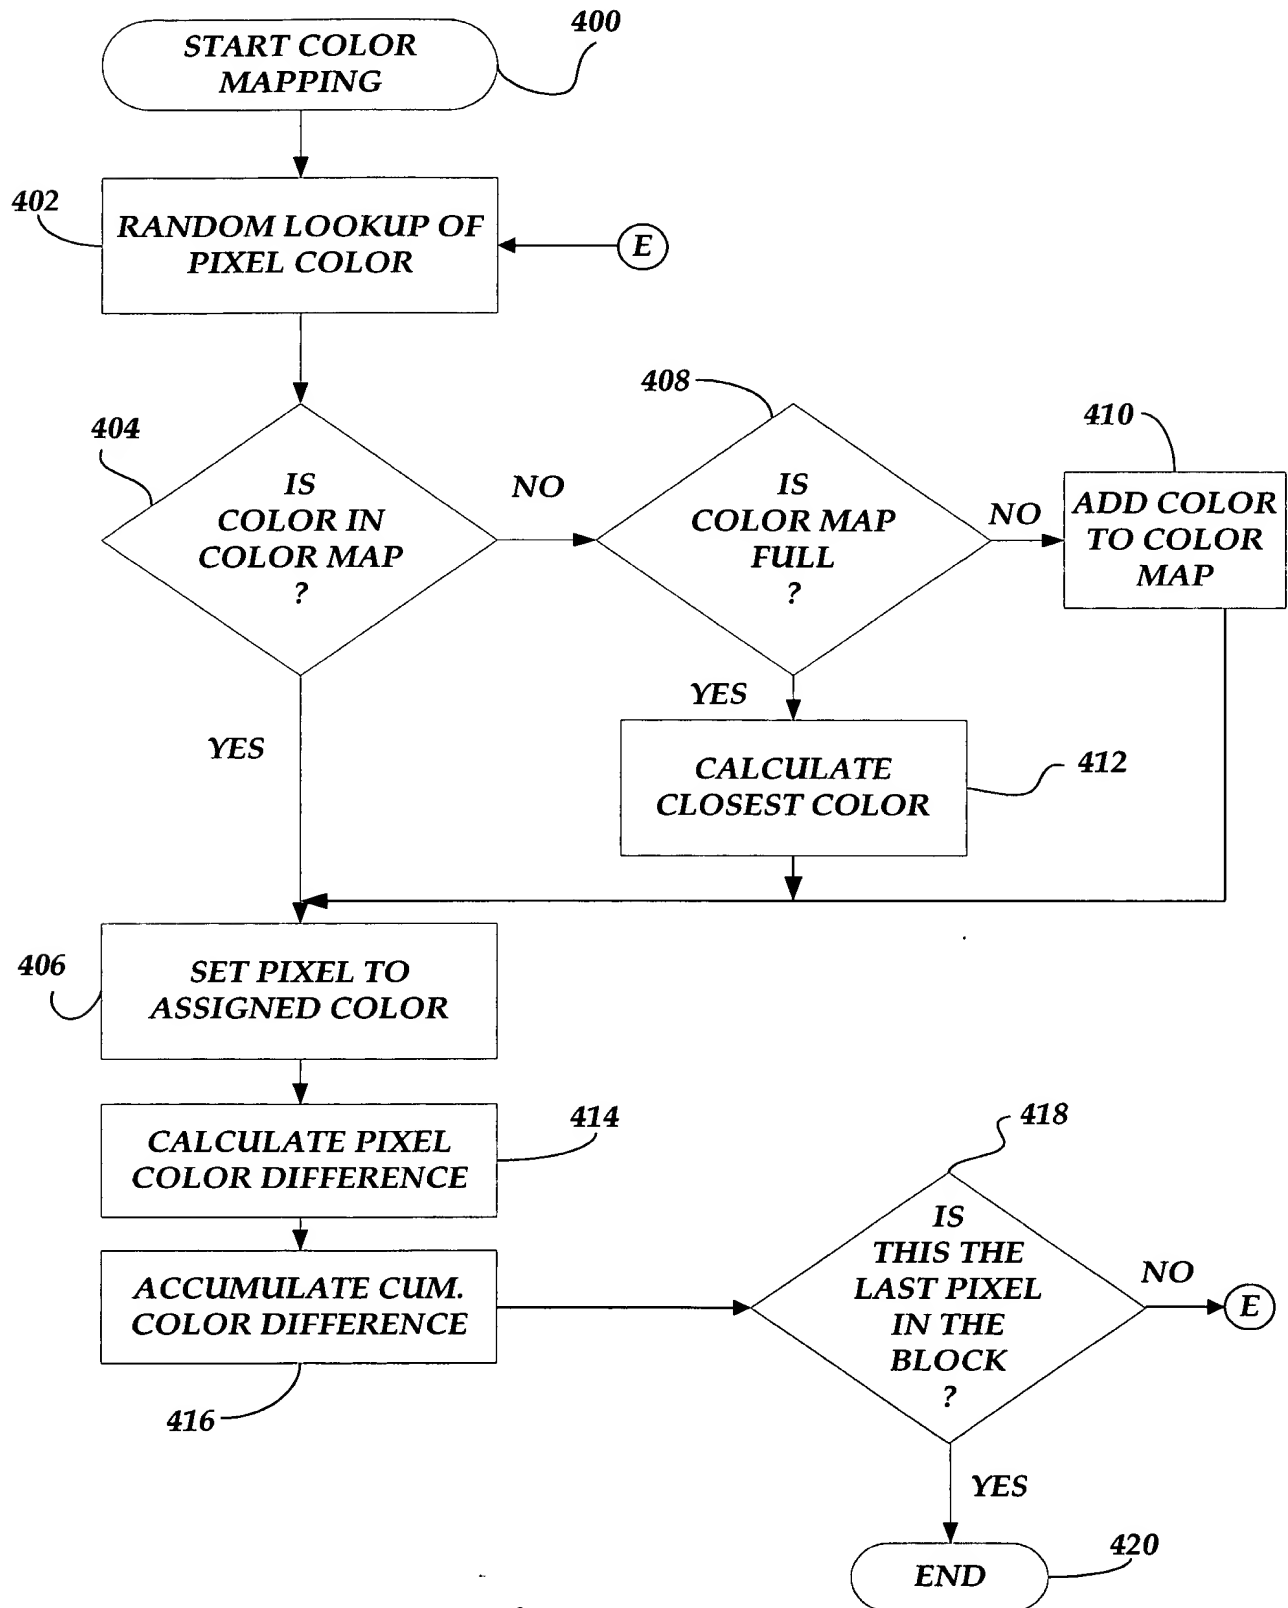 400
START COLOR
MAPPING
402
RANDOM LOOKUP OF
PIXEL COLOR
E
404
IS
COLOR IN
COLOR MAP
?
NO
408
IS
COLOR MAP
FULL
?
NO
410
ADD COLOR
TO COLOR
MAP
YES
YES
CALCULATE
CLOSEST COLOR
412
406
SET PIXEL TO
ASSIGNED COLOR
CALCULATE PIXEL
COLOR DIFFERENCE
414
ACCUMULATE CUM.
COLOR DIFFERENCE
416
418
IS
THIS THE
LAST PIXEL
IN THE
BLOCK
?
NO
E
YES
END
420